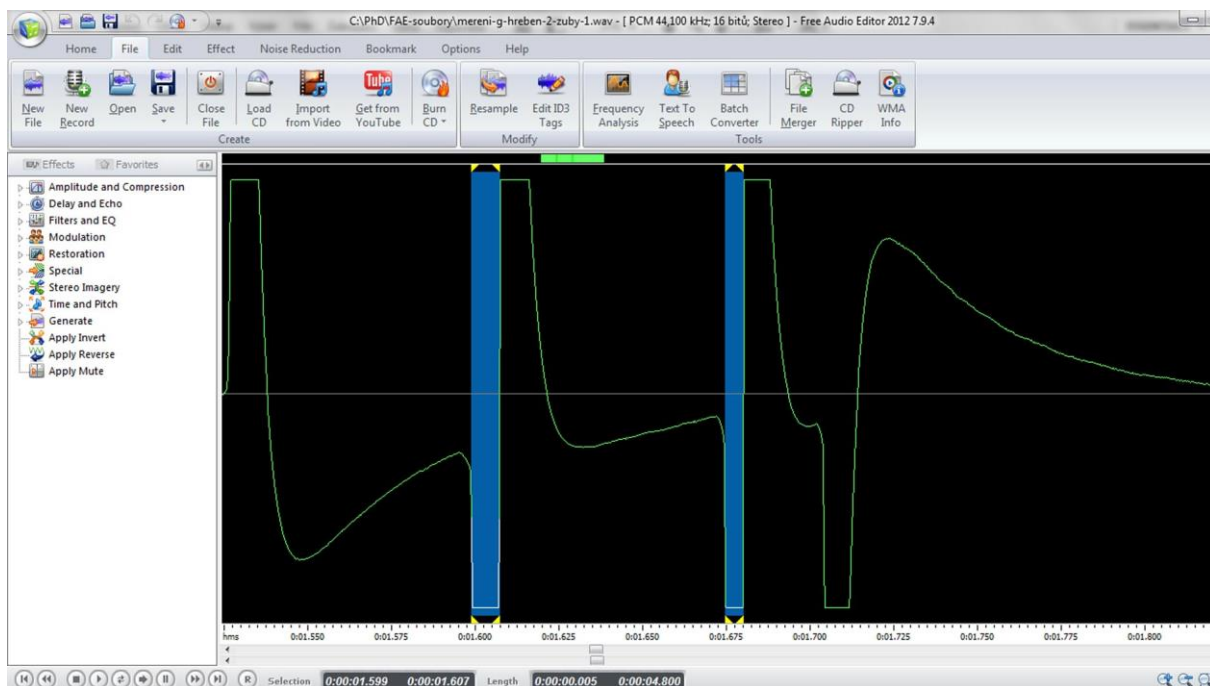 C:\PhD\FAE-soubory\mereni-g-hreben-2-zuby-1.wav - [ PCM 44,100 kHz; 16 bitů; Stereo ] - Free Audio Editor 2012 7.9.4
Home File Edit Effect Noise Reduction Bookmark Options Help
New File
New Record
Open
Save
Close File
Load CD
Import from Video
You Tube
Get from YouTube
Burn CD
Resample
Edit ID3 Tags
Frequency Analysis
Text To Speech
Batch Converter
File Merger
CD Ripper
WMA Info
Create Modify Tools
Effects Favorites
Amplitude and Compression
Delay and Echo
Filters and EQ
Modulation
Restoration
Special
Stereo Imagery
Time and Pitch
Generate
Apply Invert
Apply Reverse
Apply Mute
hms 0:01.550 0:01.575 0:01.600 0:01.625 0:01.650 0:01.675 0:01.700 0:01.725 0:01.750 0:01.775 0:01.800
R Selection 0:00:01.599 0:00:01.607 Length 0:00:00.005 0:00:04.800